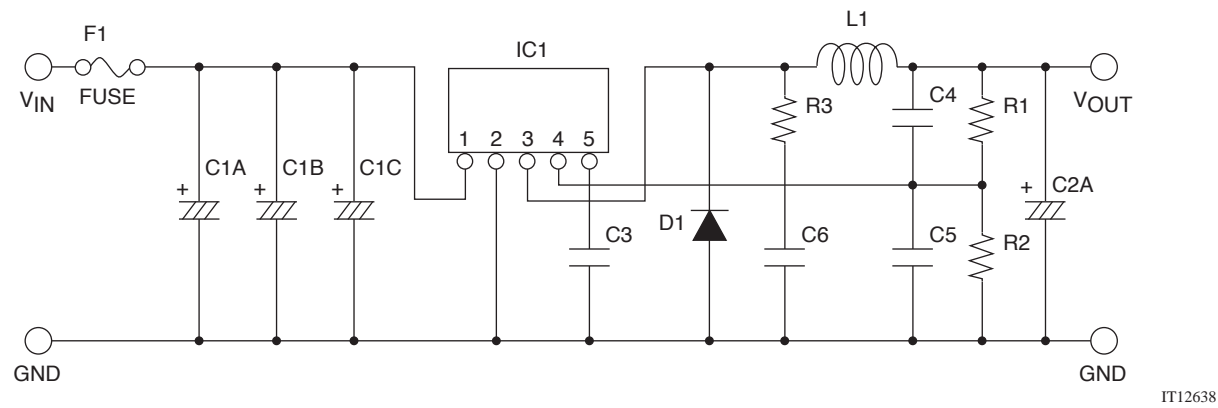 F1
FUSE
VIN
IC1
1 2 3 4 5
L1
VOUT
C1A
+
C1B
+
C1C
+
R3
C4
R1
C2A
+
C3
D1
C6
C5
R2
GND
GND
IT12638